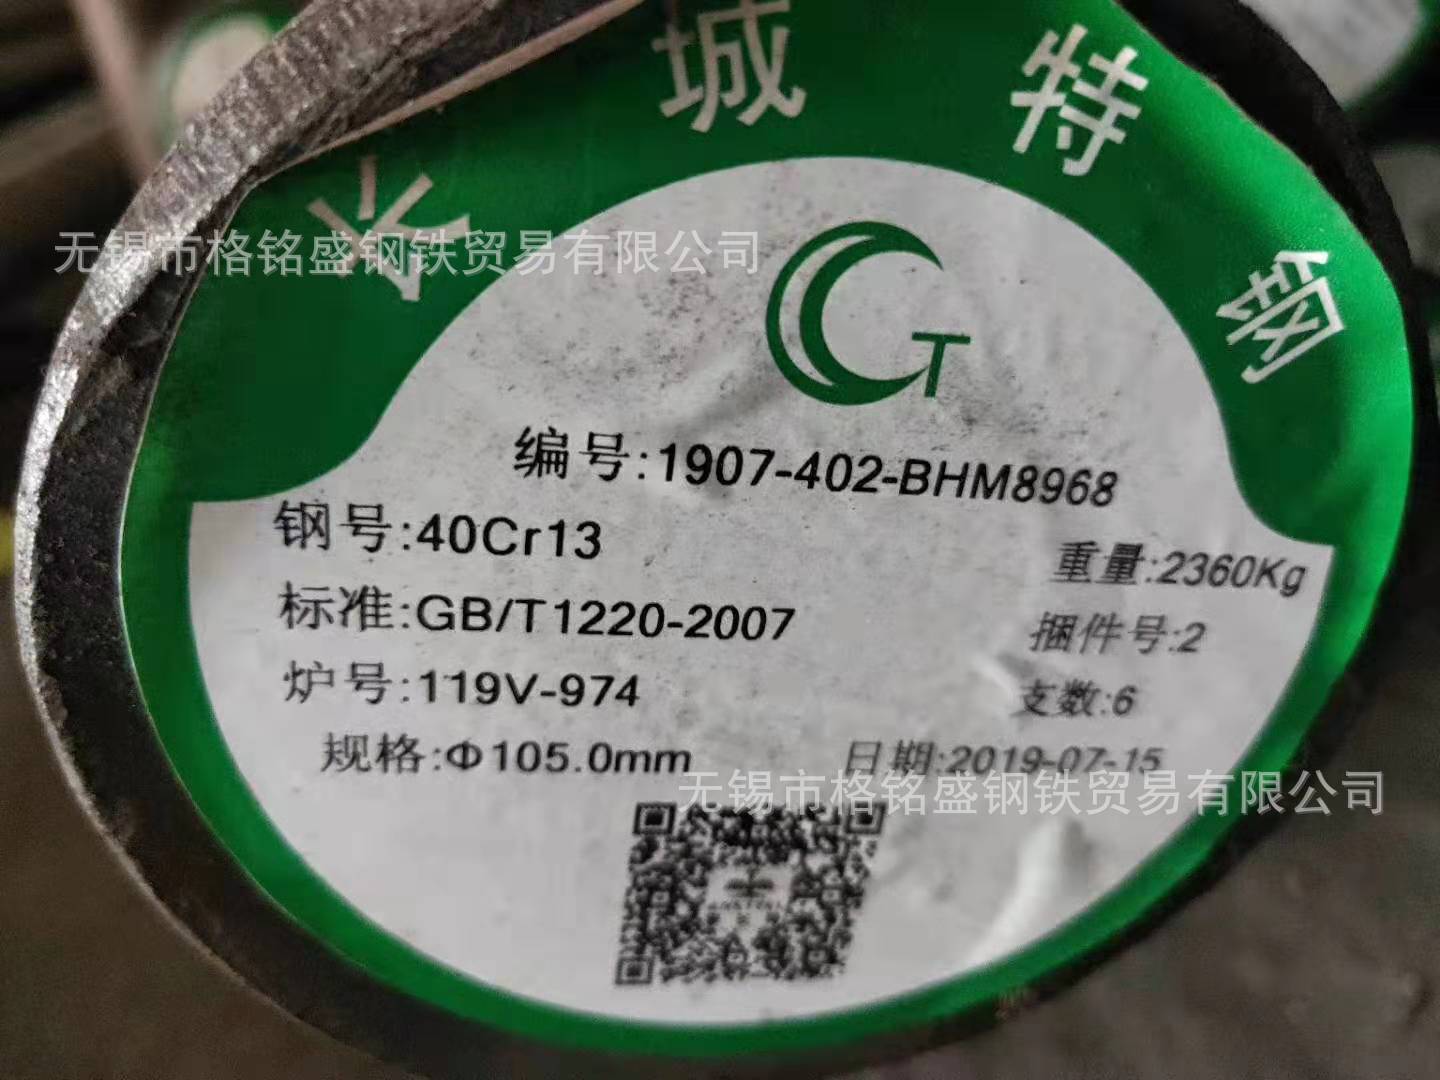 长城特钢
无锡市格铭盛钢铁贸易有限公司
CT
编号:1907-402-BHM8968
钢号:40Cr13
重量:2360Kg
标准:GB/T1220-2007
捆件号:2
炉号:119V-974
支数:6
规格:Φ105.0mm
日期:2019-07-15
无锡市格铭盛钢铁贸易有限公司